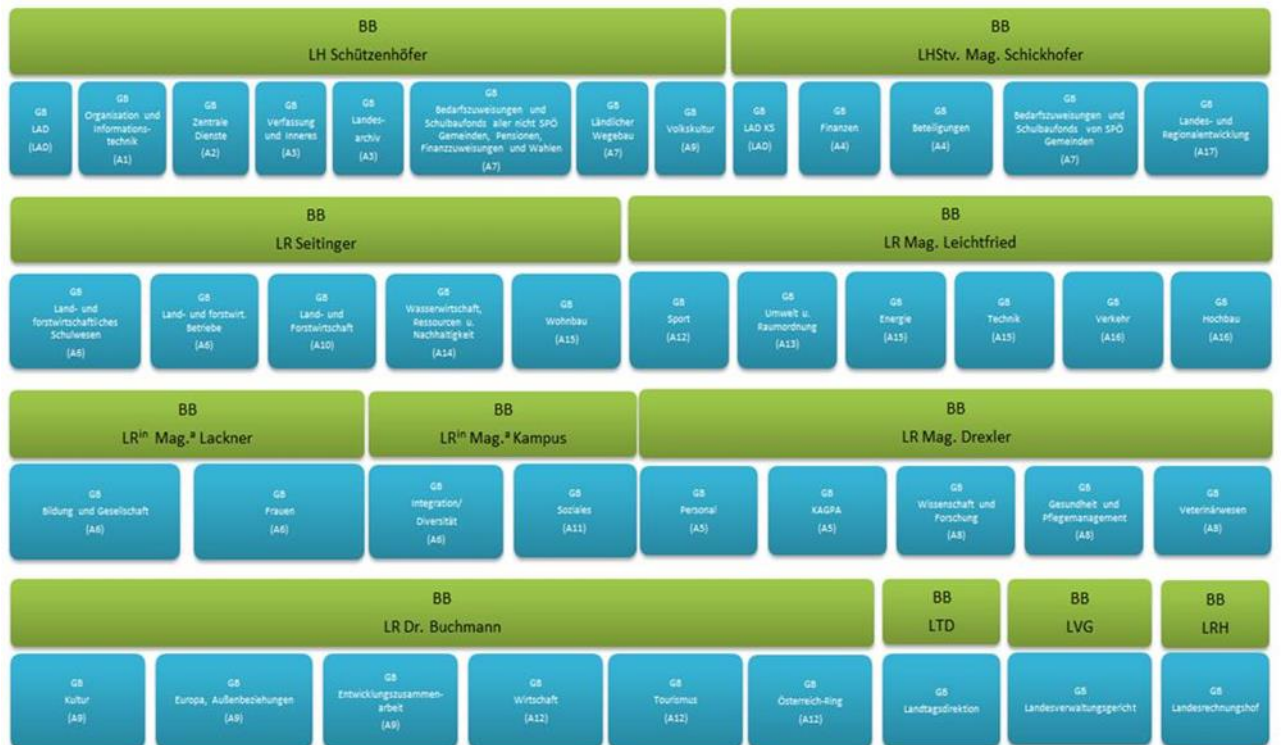 BB
LH Schützenhöfer
BB
LHStv. Mag. Schickhofer
GB
LAD
(LAD)
GB
Organisation und
Informations-
technik
(A1)
GB
Zentrale
Dienste
(A2)
GB
Verfassung
und Inneres
(A3)
GB
Landes-
archiv
(A3)
GB
Bedarfszuweisungen und
Schulbaufonds aller nicht SPÖ
Gemeinden, Pensionen,
Finanzzuweisungen und Wahlen
(A7)
GB
Ländlicher
Wegebau
(A7)
GB
Volkskultur
(A9)
GB
LAD KS
(LAD)
GB
Finanzen
(A4)
GB
Beteiligungen
(A4)
GB
Bedarfszuweisungen und
Schulbaufonds von SPÖ
Gemeinden
(A7)
GB
Landes- und
Regionalentwicklung
(A17)
BB
LR Seitinger
BB
LR Mag. Leichtfried
GB
Land- und
forstwirtschaftliches
Schulwesen
(A6)
GB
Land- und forstwirt.
Betriebe
(A6)
GB
Land- und
Forstwirtschaft
(A10)
GB
Wasserwirtschaft,
Ressourcen u.
Nachhaltigkeit
(A14)
GB
Wohnbau
(A15)
GB
Sport
(A12)
GB
Umwelt u.
Raumordnung
(A13)
GB
Energie
(A15)
GB
Technik
(A15)
GB
Verkehr
(A16)
GB
Hochbau
(A16)
BB
LRin Mag.a Lackner
BB
LRin Mag.a Kampus
BB
LR Mag. Drexler
GB
Bildung und Gesellschaft
(A6)
GB
Frauen
(A6)
GB
Integration/
Diversität
(A6)
GB
Soziales
(A11)
GB
Personal
(A5)
GB
KAGPA
(A5)
GB
Wissenschaft und
Forschung
(A8)
GB
Gesundheit und
Pflegemanagement
(A8)
GB
Veterinärwesen
(A8)
BB
LR Dr. Buchmann
BB
LTD
BB
LVG
BB
LRH
GB
Kultur
(A9)
GB
Europa, Außenbeziehungen
(A9)
GB
Entwicklungszusammen-
arbeit
(A9)
GB
Wirtschaft
(A12)
GB
Tourismus
(A12)
GB
Österreich-Ring
(A12)
GB
Landtagsdirektion
GB
Landesverwaltungsgericht
GB
Landesrechnungshof